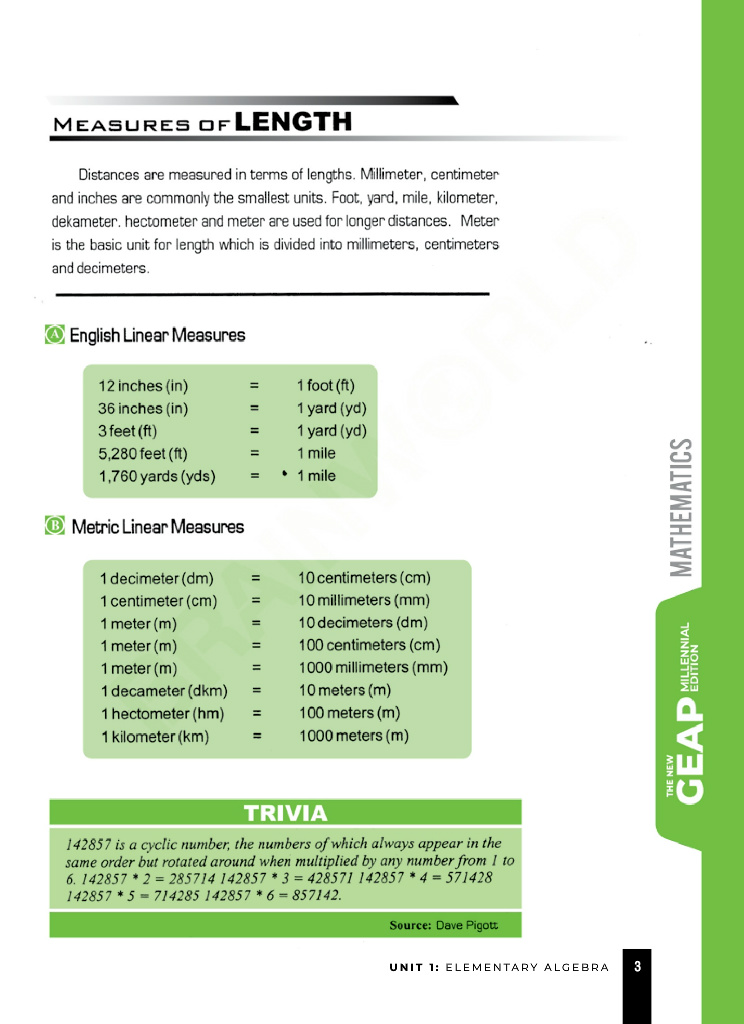 MEASURES OF LENGTH
Distances are measured in terms of lengths. Millimeter, centimeter
and inches are commonly the smallest units. Foot, yard, mile, kilometer,
dekameter. hectometer and meter are used for longer distances. Meter
is the basic unit for length which is divided into millimeters, centimeters
and decimeters.
A English Linear Measures
12 inches (in) = 1 foot (ft)
36 inches (in) = 1 yard (yd)
3 feet (ft) = 1 yard (yd)
5,280 feet (ft) = 1 mile
1,760 yards (yds) = 1 mile
B Metric Linear Measures
1 decimeter (dm) = 10 centimeters (cm)
1 centimeter (cm) = 10 millimeters (mm)
1 meter (m) = 10 decimeters (dm)
1 meter (m) = 100 centimeters (cm)
1 meter (m) = 1000 millimeters (mm)
1 decameter (dkm) = 10 meters (m)
1 hectometer (hm) = 100 meters (m)
1 kilometer (km) = 1000 meters (m)
TRIVIA
142857 is a cyclic number, the numbers of which always appear in the
same order but rotated around when multiplied by any number from 1 to
6. 142857 * 2 = 285714 142857 * 3 = 428571 142857 * 4 = 571428
142857 * 5 = 714285 142857 * 6 = 857142.
Source: Dave Pigott
MATHEMATICS
THE NEW
GEAP
MILLENNIAL
EDITION
UNIT 1: ELEMENTARY ALGEBRA 3